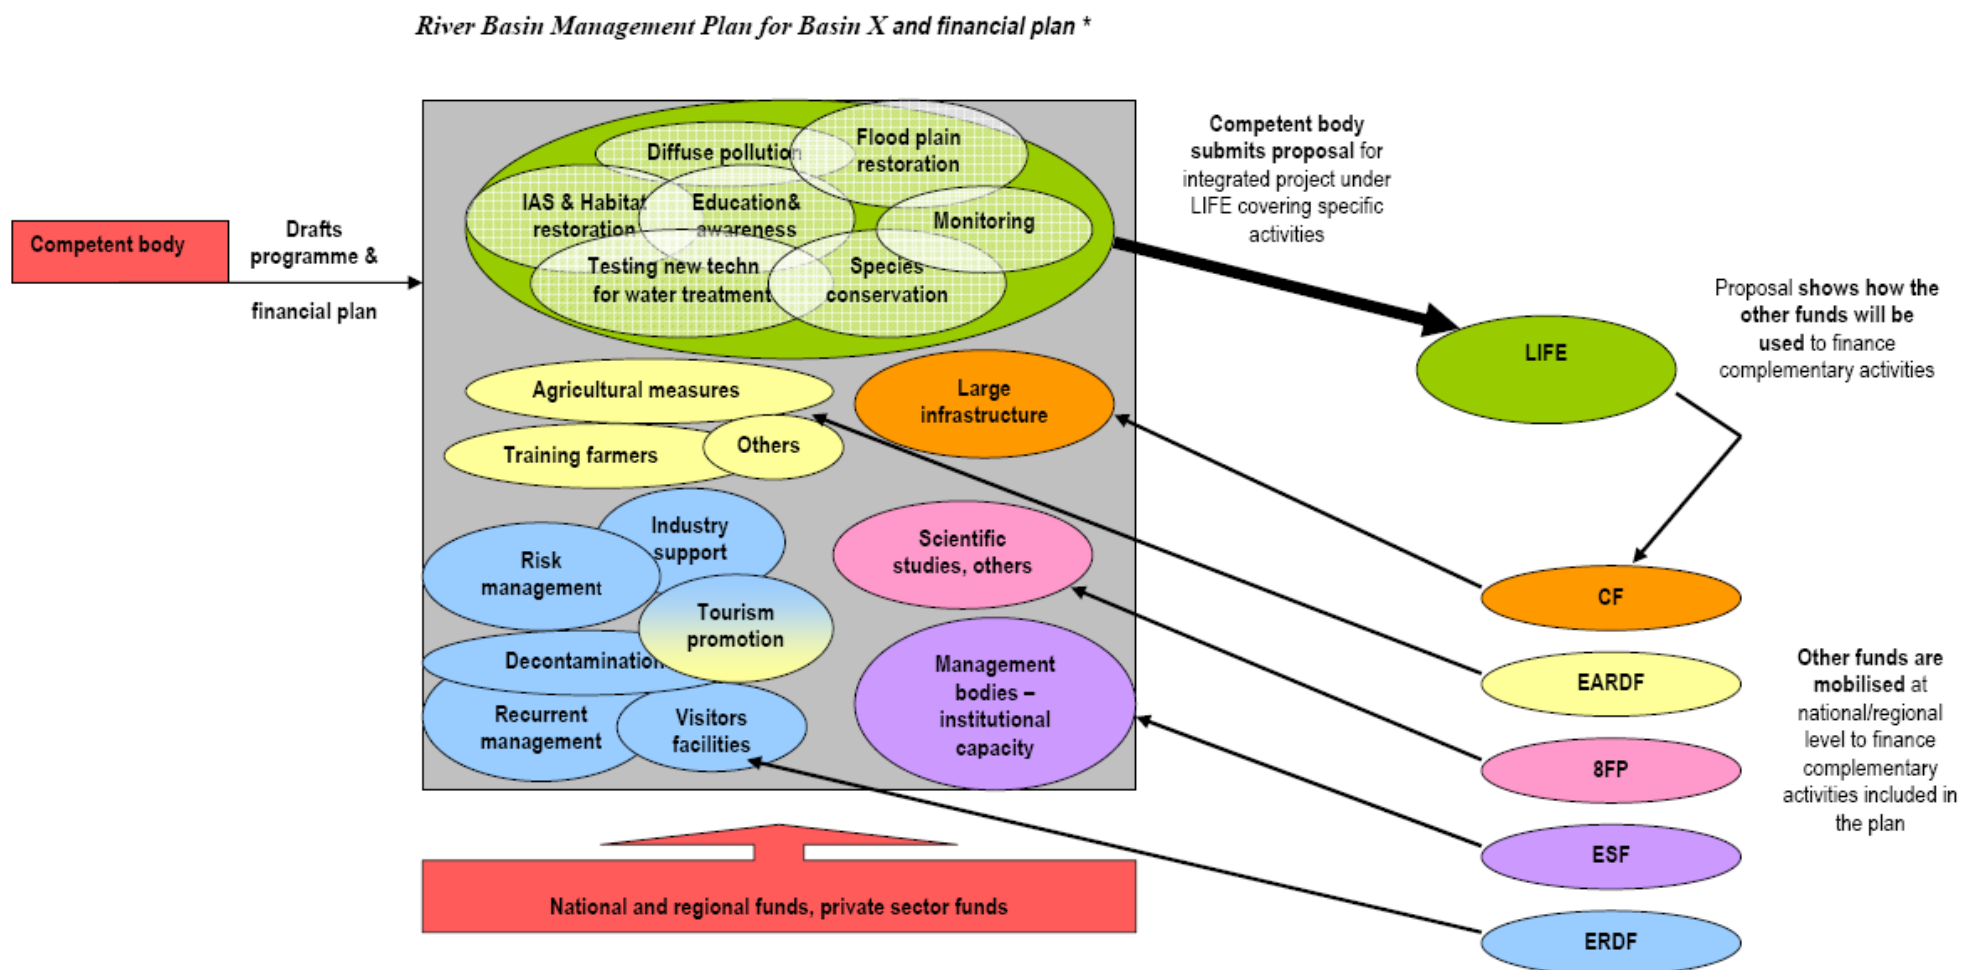 River Basin Management Plan for Basin X and financial plan *
Competent body
Drafts
programme &
financial plan
Diffuse pollution
Flood plain
restoration
IAS & Habitat
restoration
Education&
awareness
Monitoring
Testing new techn
for water treatment
Species
conservation
Agricultural measures
Large
infrastructure
Training farmers
Others
Industry
support
Risk
management
Scientific
studies, others
Tourism
promotion
Decontamination
Management
bodies –
institutional
capacity
Recurrent
management
Visitors
facilities
National and regional funds, private sector funds
Competent body
submits proposal for
integrated project under
LIFE covering specific
activities
LIFE
Proposal shows how the
other funds will be
used to finance
complementary activities
CF
EARDF
8FP
ESF
ERDF
Other funds are
mobilised at
national/regional
level to finance
complementary
activities included in
the plan